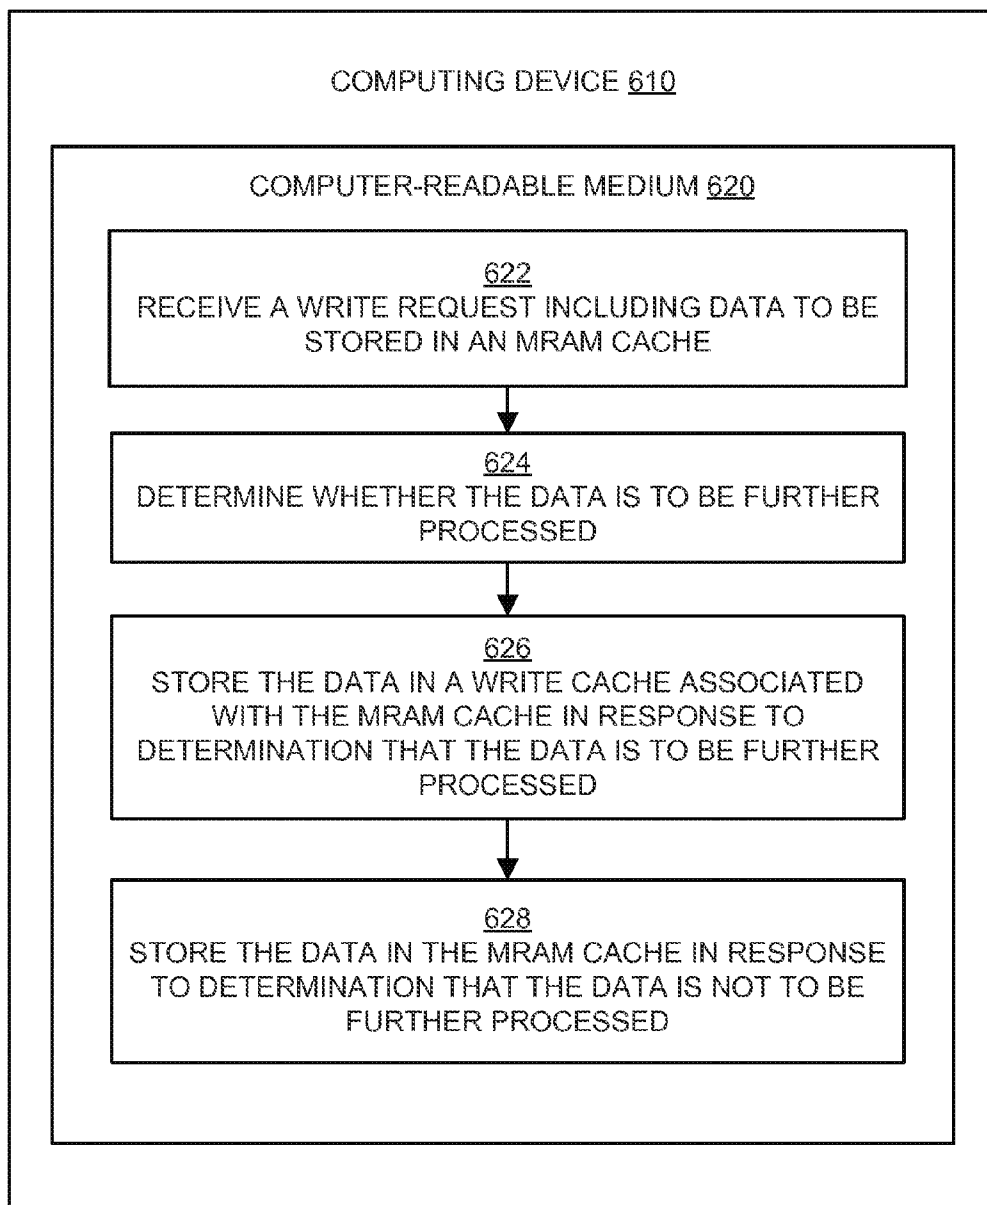 COMPUTING DEVICE 610
COMPUTER-READABLE MEDIUM 620
622
RECEIVE A WRITE REQUEST INCLUDING DATA TO BE
STORED IN AN MRAM CACHE
624
DETERMINE WHETHER THE DATA IS TO BE FURTHER
PROCESSED
626
STORE THE DATA IN A WRITE CACHE ASSOCIATED
WITH THE MRAM CACHE IN RESPONSE TO
DETERMINATION THAT THE DATA IS TO BE FURTHER
PROCESSED
628
STORE THE DATA IN THE MRAM CACHE IN RESPONSE
TO DETERMINATION THAT THE DATA IS NOT TO BE
FURTHER PROCESSED